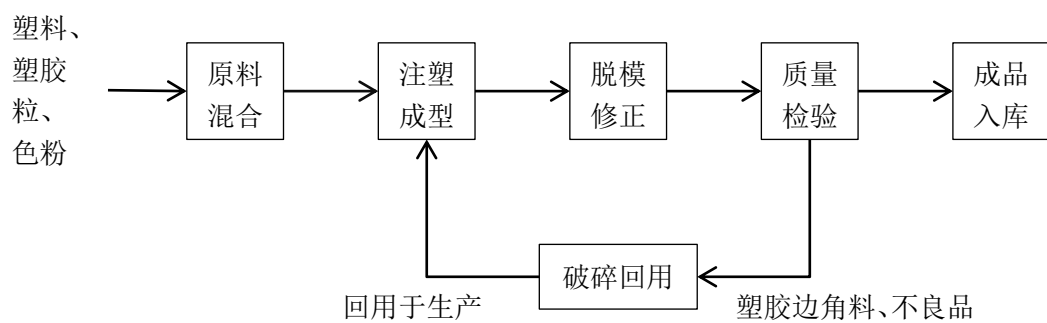 塑料、
塑胶
粒、
色粉
原料
混合
注塑
成型
脱模
修正
质量
检验
成品
入库
破碎回用
回用于生产
塑胶边角料、不良品